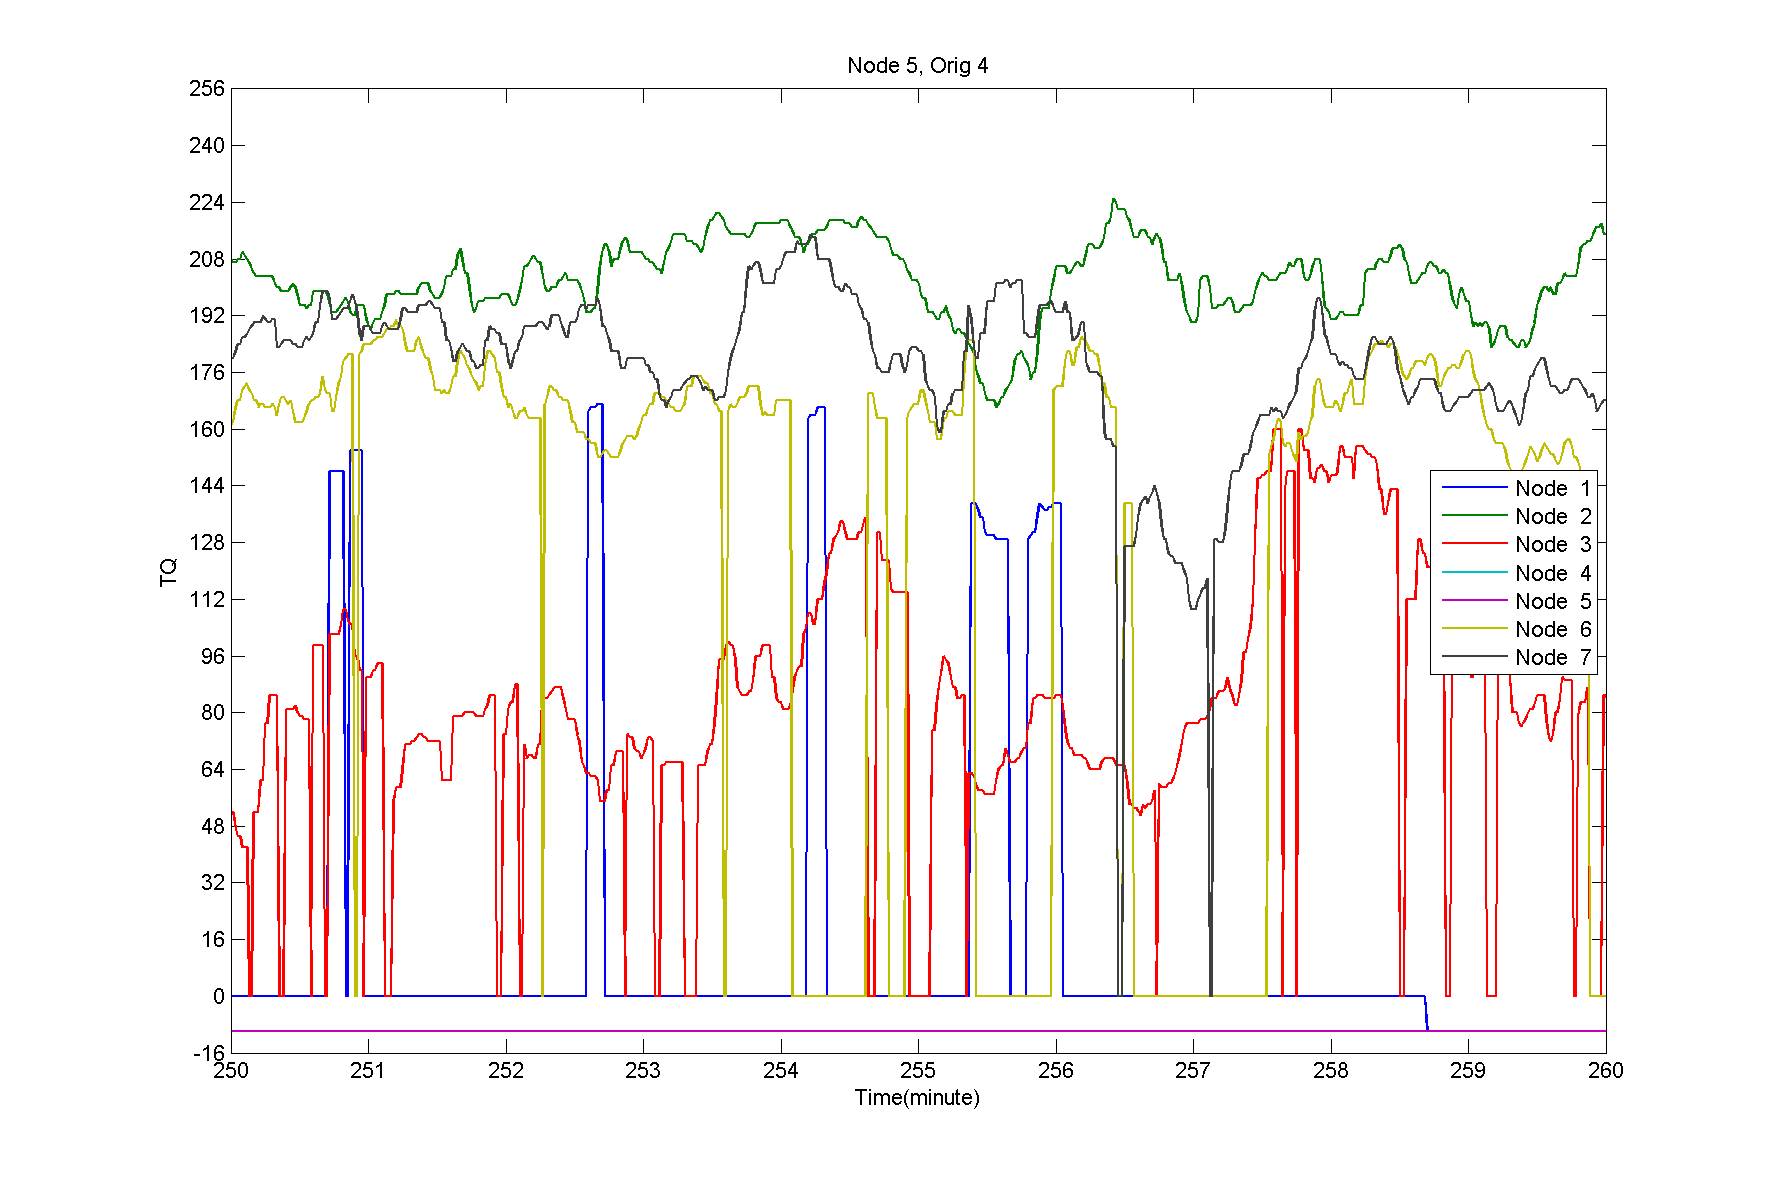 Node 5, Orig 4
256
240
224
208
192
176
160
144
128
112
96
80
64
48
32
16
0
-16
TQ
Node 1
Node 2
Node 3
Node 4
Node 5
Node 6
Node 7
250 251 252 253 254 255 256 257 258 259 260
Time(minute)